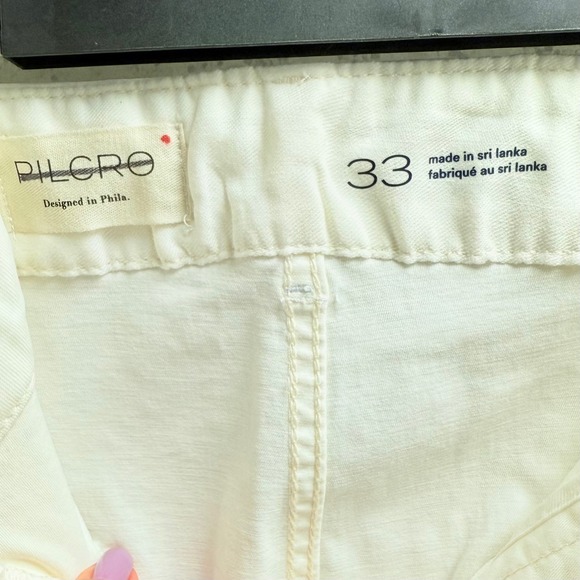 PILCRO
Designed in Phila.
33
made in sri lanka
fabriqué au sri lanka